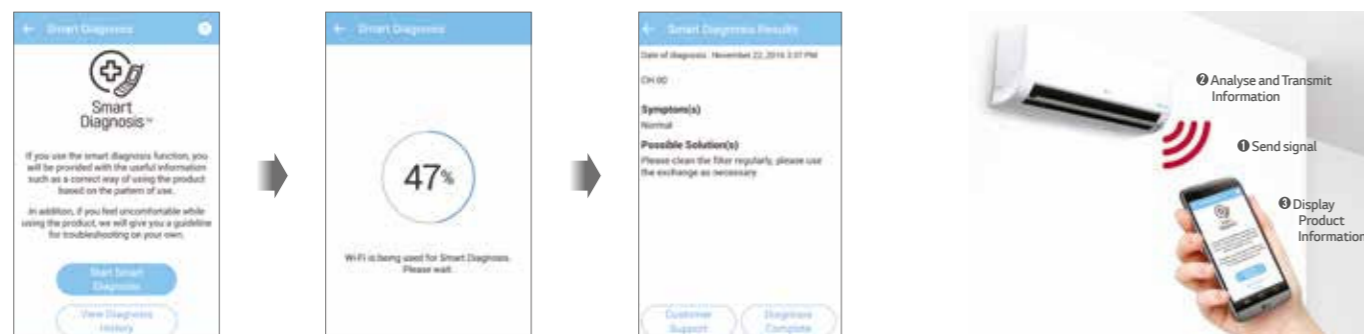 Smart Diagnosis
Smart
Diagnosis™
If you use the smart diagnosis function, you
will be provided with the useful information
such as a correct way of using the product
based on the pattern of use.
In addition, if you feel uncomfortable while
using the product, we will give you a guideline
for troubleshooting on your own.
Start Smart
Diagnosis
View Diagnosis
History
Smart Diagnosis
47%
Wi-Fi is being used for Smart Diagnosis.
Please wait.
Smart Diagnosis Results
Date of diagnosis : November 22, 2016 3:37 PM
CH 00
Symptom(s)
Normal
Possible Solution(s)
Please clean the filter regularly, please use
the exchange as necessary.
Customer
Support
Diagnosis
Complete
❷ Analyse and Transmit
Information
❶ Send signal
❸ Display
Product
Information